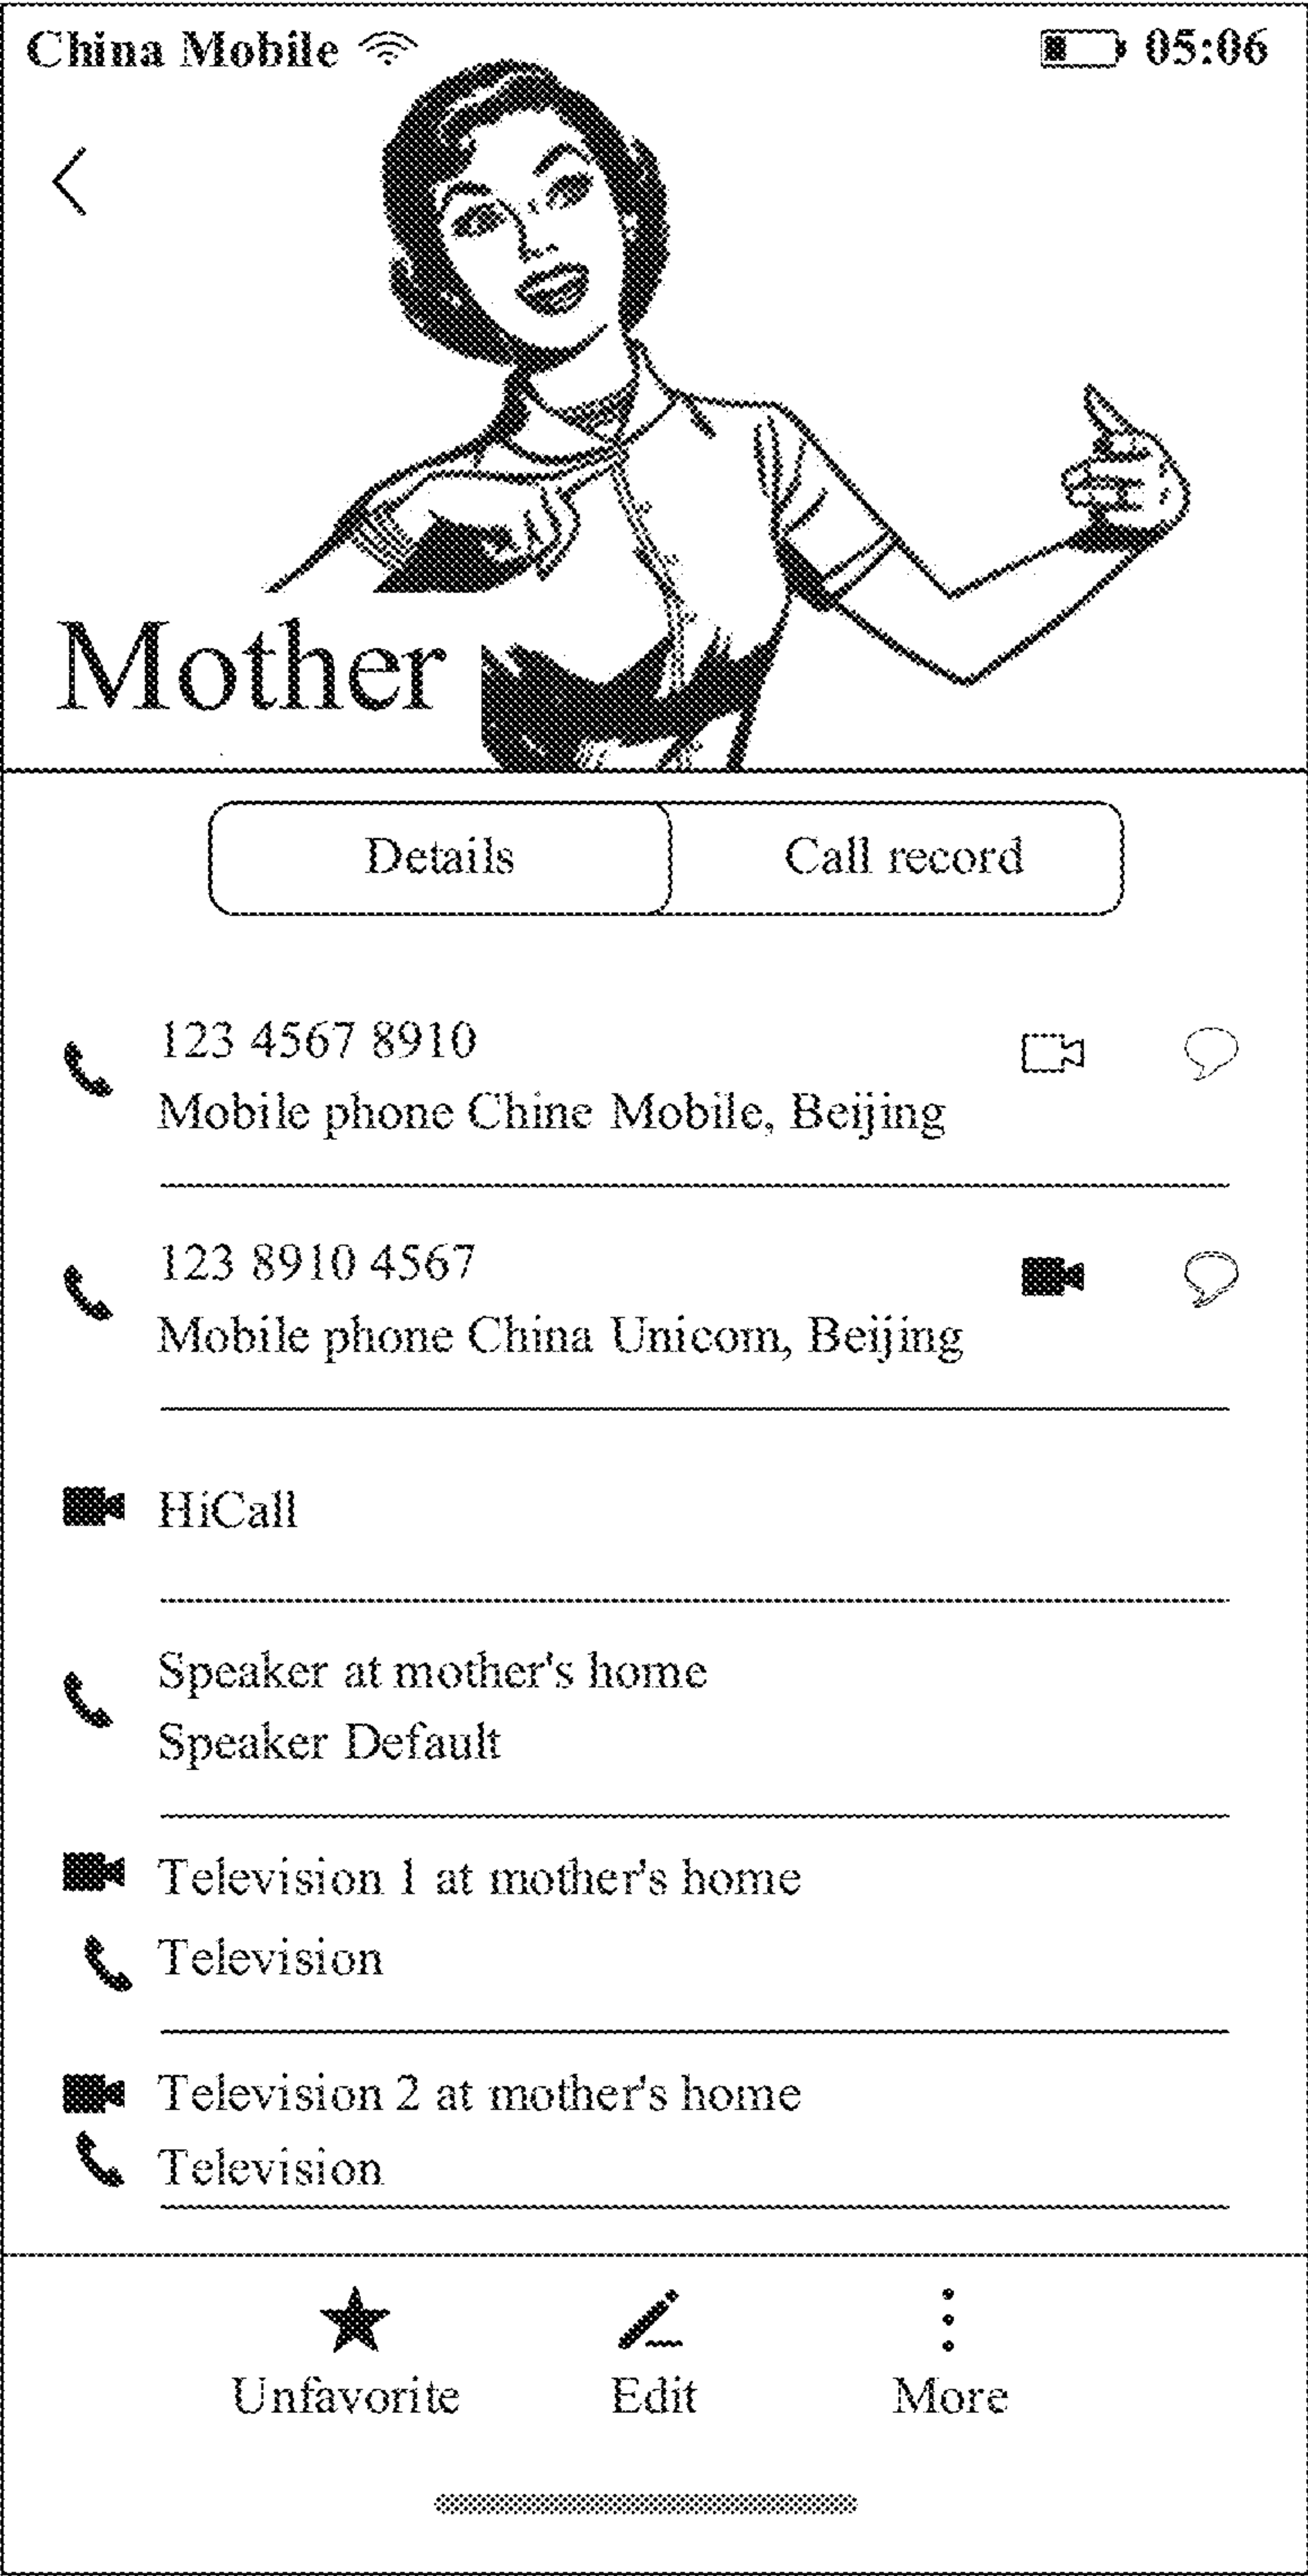 China Mobile 05:06
Mother
Details Call record
123 4567 8910
Mobile phone Chine Mobile, Beijing
123 8910 4567
Mobile phone China Unicom, Beijing
HiCall
Speaker at mother's home
Speaker Default
Television 1 at mother's home
Television
Television 2 at mother's home
Television
Unfavorite Edit More